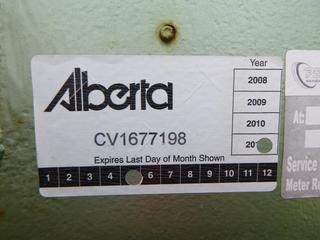 Alberta
CV1677198
Expires Last Day of Month Shown
Year
2008
2009
2010
1 2 3 4 6 7 8 9 10 11 12
At:
Service